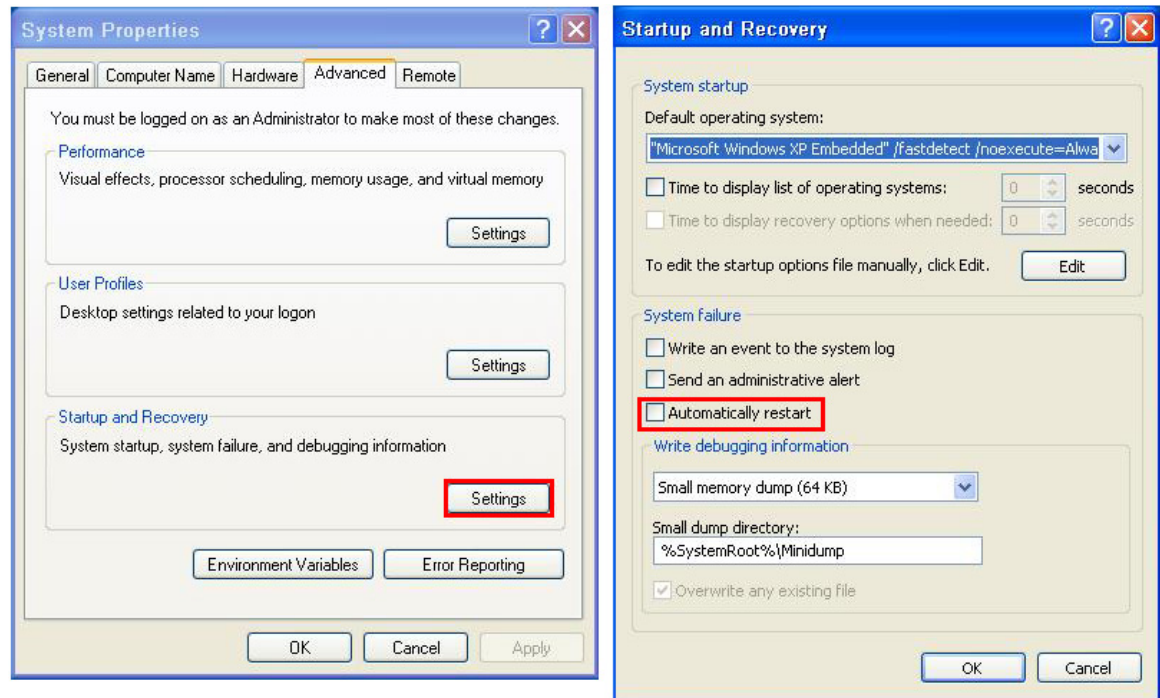 System Properties
General Computer Name Hardware Advanced Remote
You must be logged on as an Administrator to make most of these changes.
Performance
Visual effects, processor scheduling, memory usage, and virtual memory
Settings
User Profiles
Desktop settings related to your logon
Settings
Startup and Recovery
System startup, system failure, and debugging information
Settings
Environment Variables Error Reporting
OK Cancel Apply
Startup and Recovery
System startup
Default operating system:
"Microsoft Windows XP Embedded" /fastdetect /noexecute=Alwa
Time to display list of operating systems: 0 seconds
Time to display recovery options when needed: 0 seconds
To edit the startup options file manually, click Edit. Edit
System failure
Write an event to the system log
Send an administrative alert
Automatically restart
Write debugging information
Small memory dump (64 KB)
Small dump directory:
%SystemRoot%\Minidump
Overwrite any existing file
OK Cancel